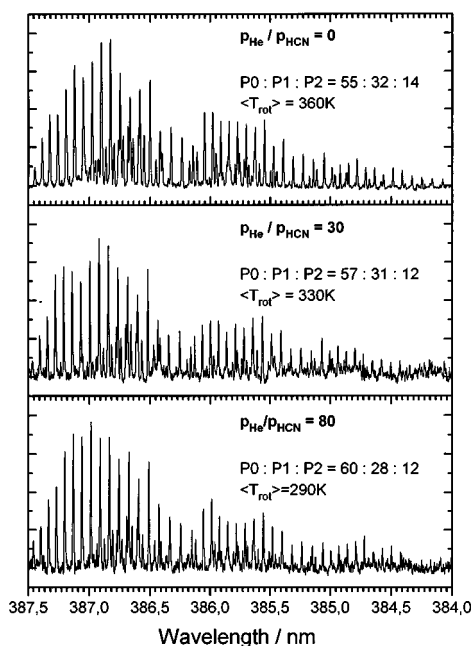 p_He / p_HCN = 0
P0 : P1 : P2 = 55 : 32 : 14
<T_rot> = 360K
p_He / p_HCN = 30
P0 : P1 : P2 = 57 : 31 : 12
<T_rot> = 330K
p_He/p_HCN = 80
P0 : P1 : P2 = 60 : 28 : 12
<T_rot>=290K
387,5 387,0 386,5 386,0 385,5 385,0 384,5 384,0
Wavelength / nm